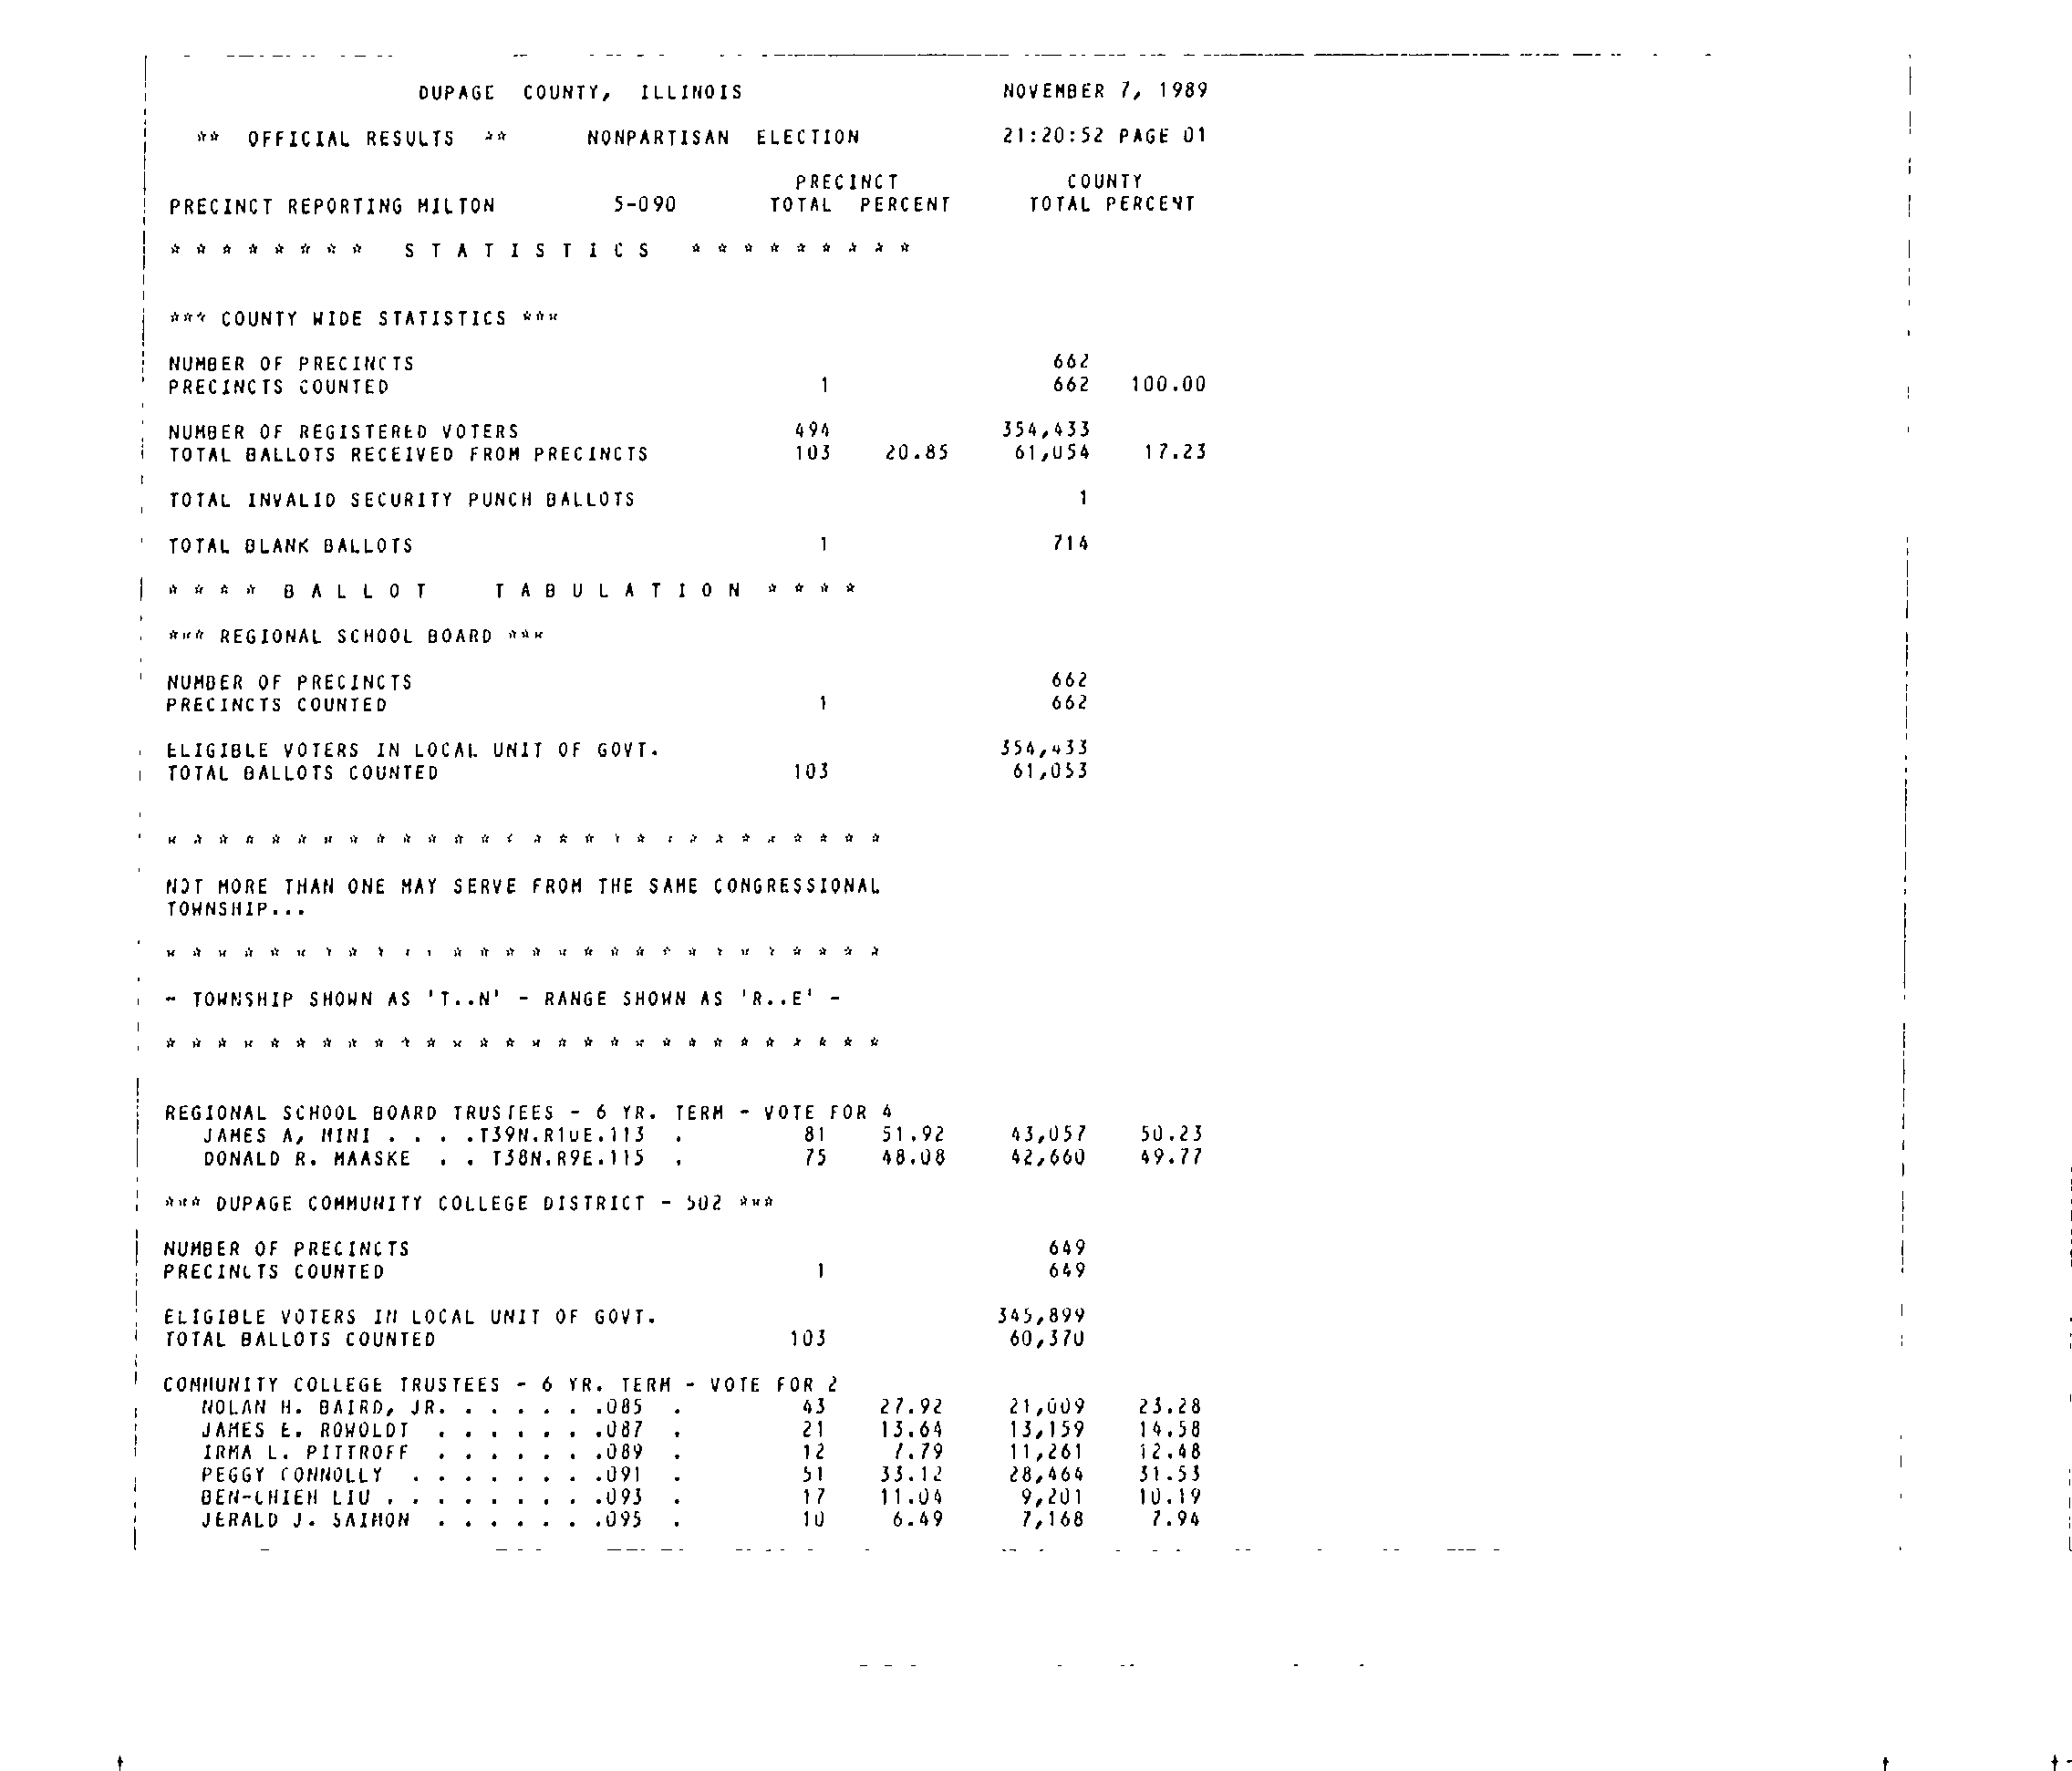 DUPAGE COUNTY, ILLINOIS NOVEMBER 7, 1989
** OFFICIAL RESULTS ** NONPARTISAN ELECTION 21:20:52 PAGE 01
PRECINCT COUNTY
PRECINCT REPORTING MILTON 5-090 TOTAL PERCENT TOTAL PERCENT
* * * * * * * * S T A T I S T I C S * * * * * * * * *
*** COUNTY WIDE STATISTICS ***
NUMBER OF PRECINCTS 662
PRECINCTS COUNTED 1 662 100.00
NUMBER OF REGISTERED VOTERS 494 354,433
TOTAL BALLOTS RECEIVED FROM PRECINCTS 103 20.85 61,054 17.23
TOTAL INVALID SECURITY PUNCH BALLOTS 1
TOTAL BLANK BALLOTS 1 714
* * * * B A L L O T T A B U L A T I O N * * * *
*** REGIONAL SCHOOL BOARD ***
NUMBER OF PRECINCTS 662
PRECINCTS COUNTED 1 662
ELIGIBLE VOTERS IN LOCAL UNIT OF GOVT. 354,433
TOTAL BALLOTS COUNTED 103 61,053
* * * * * * * * * * * * * * * * * * * * * * * * * * * *
NOT MORE THAN ONE MAY SERVE FROM THE SAME CONGRESSIONAL
TOWNSHIP...
* * * * * * * * * * * * * * * * * * * * * * * * * * * *
- TOWNSHIP SHOWN AS 'T..N' - RANGE SHOWN AS 'R..E' -
* * * * * * * * * * * * * * * * * * * * * * * * * * * *
REGIONAL SCHOOL BOARD TRUSTEES - 6 YR. TERM - VOTE FOR 4
JAMES A, MINI . . . .T39N.R10E.113 . 81 51.92 43,057 50.23
DONALD R. MAASKE . . T38N.R9E.115 . 75 48.08 42,660 49.77
*** DUPAGE COMMUNITY COLLEGE DISTRICT - 502 ***
NUMBER OF PRECINCTS 649
PRECINCTS COUNTED 1 649
ELIGIBLE VOTERS IN LOCAL UNIT OF GOVT. 345,899
TOTAL BALLOTS COUNTED 103 60,370
COMMUNITY COLLEGE TRUSTEES - 6 YR. TERM - VOTE FOR 2
NOLAN H. BAIRD, JR. . . . . . .085 . 43 27.92 21,009 23.28
JAMES E. ROWOLDT . . . . . . .087 . 21 13.64 13,159 14.58
IRMA L. PITTROFF . . . . . . .089 . 12 7.79 11,261 12.48
PEGGY CONNOLLY . . . . . . . .091 . 51 33.12 28,464 31.53
BEN-CHIEH LIU . . . . . . . . .093 . 17 11.04 9,201 10.19
JERALD J. SAIMON . . . . . . .095 . 10 6.49 7,168 7.94